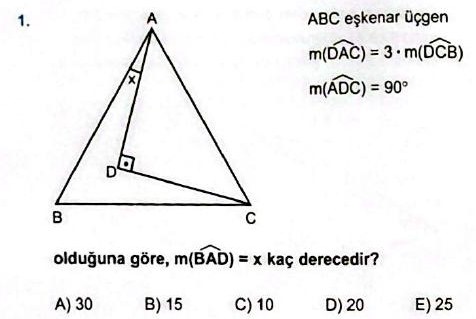 1.
A
ABC eşkenar üçgen
m(DAC) = 3 · m(DCB)
m(ADC) = 90°
x
D
B
C
olduğuna göre, m(BAD) = x kaç derecedir?
A) 30 B) 15 C) 10 D) 20 E) 25